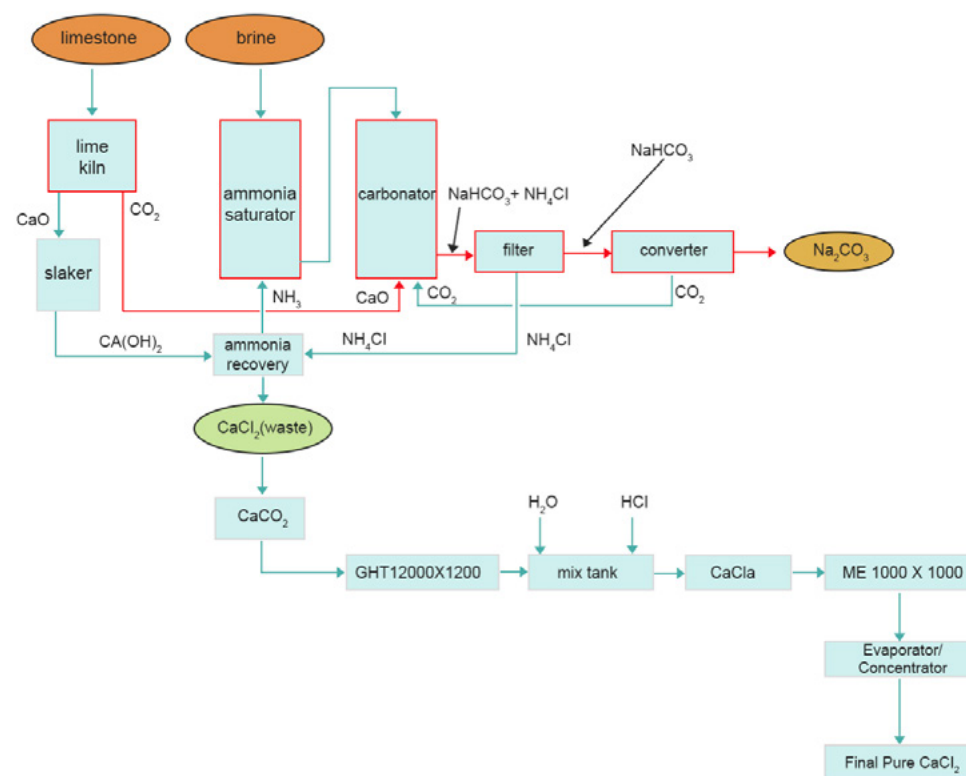 limestone
brine
lime
kiln
ammonia
saturator
carbonator
NaHCO₃
NaHCO₃+ NH₄Cl
CaO
CO₂
filter
converter
Na₂CO₃
slaker
NH₃
CaO
CO₂
CO₂
CA(OH)₂
ammonia
recovery
NH₄Cl
NH₄Cl
CaCl₂(waste)
CaCO₂
H₂O
HCl
GHT12000X1200
mix tank
CaCla
ME 1000 X 1000
Evaporator/
Concentrator
Final Pure CaCl₂